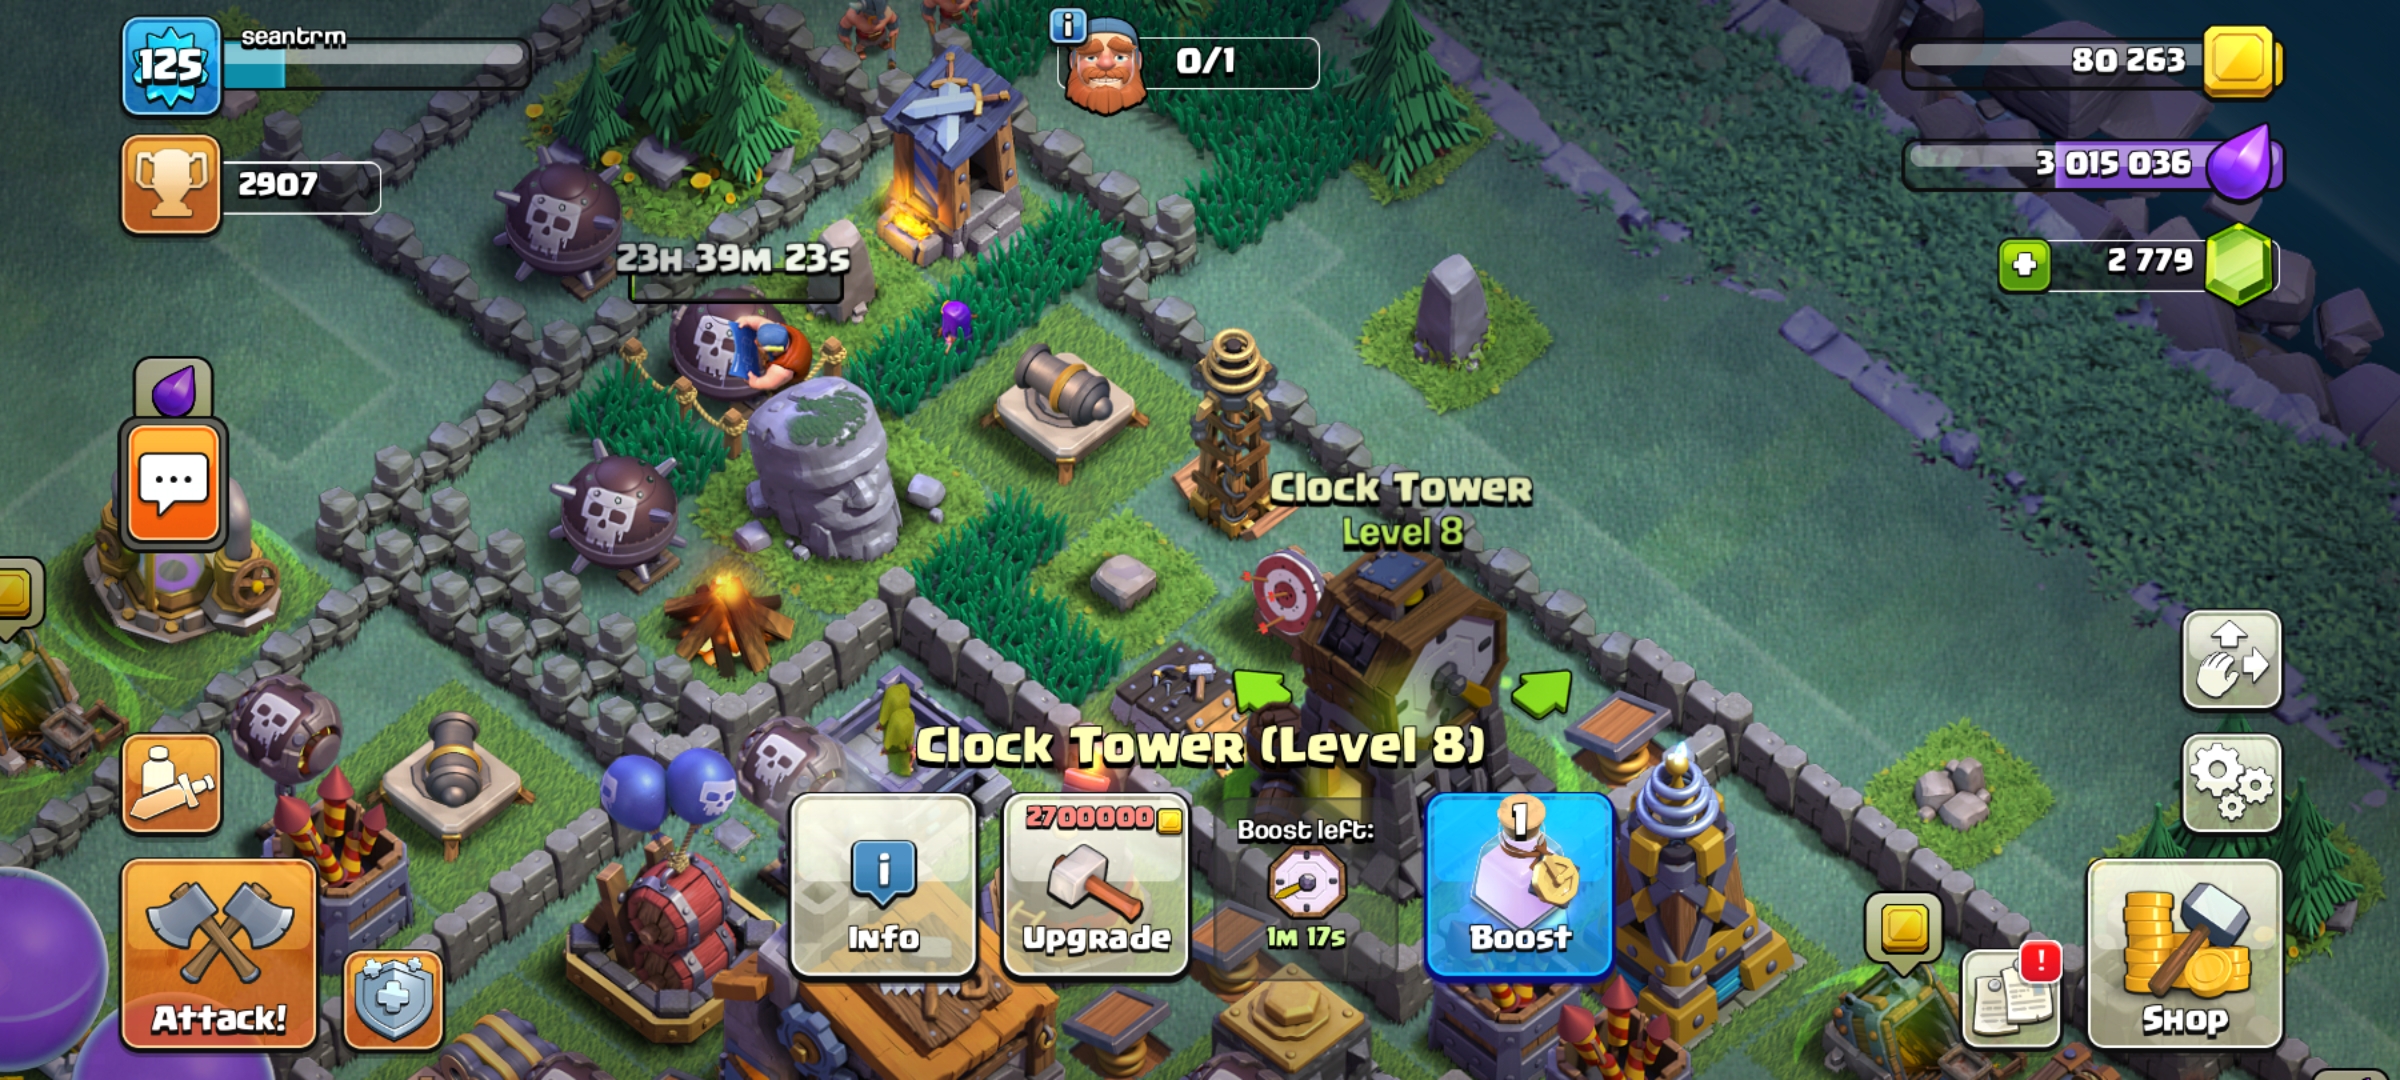 125
seantrm
0/1
80 263
2907
3 015 036
2 779
23H 39M 23s
Clock Tower
Level 8
Clock Tower (Level 8)
Info
2700000
Upgrade
Boost left:
1M 17s
1
Boost
Attack!
!
Shop